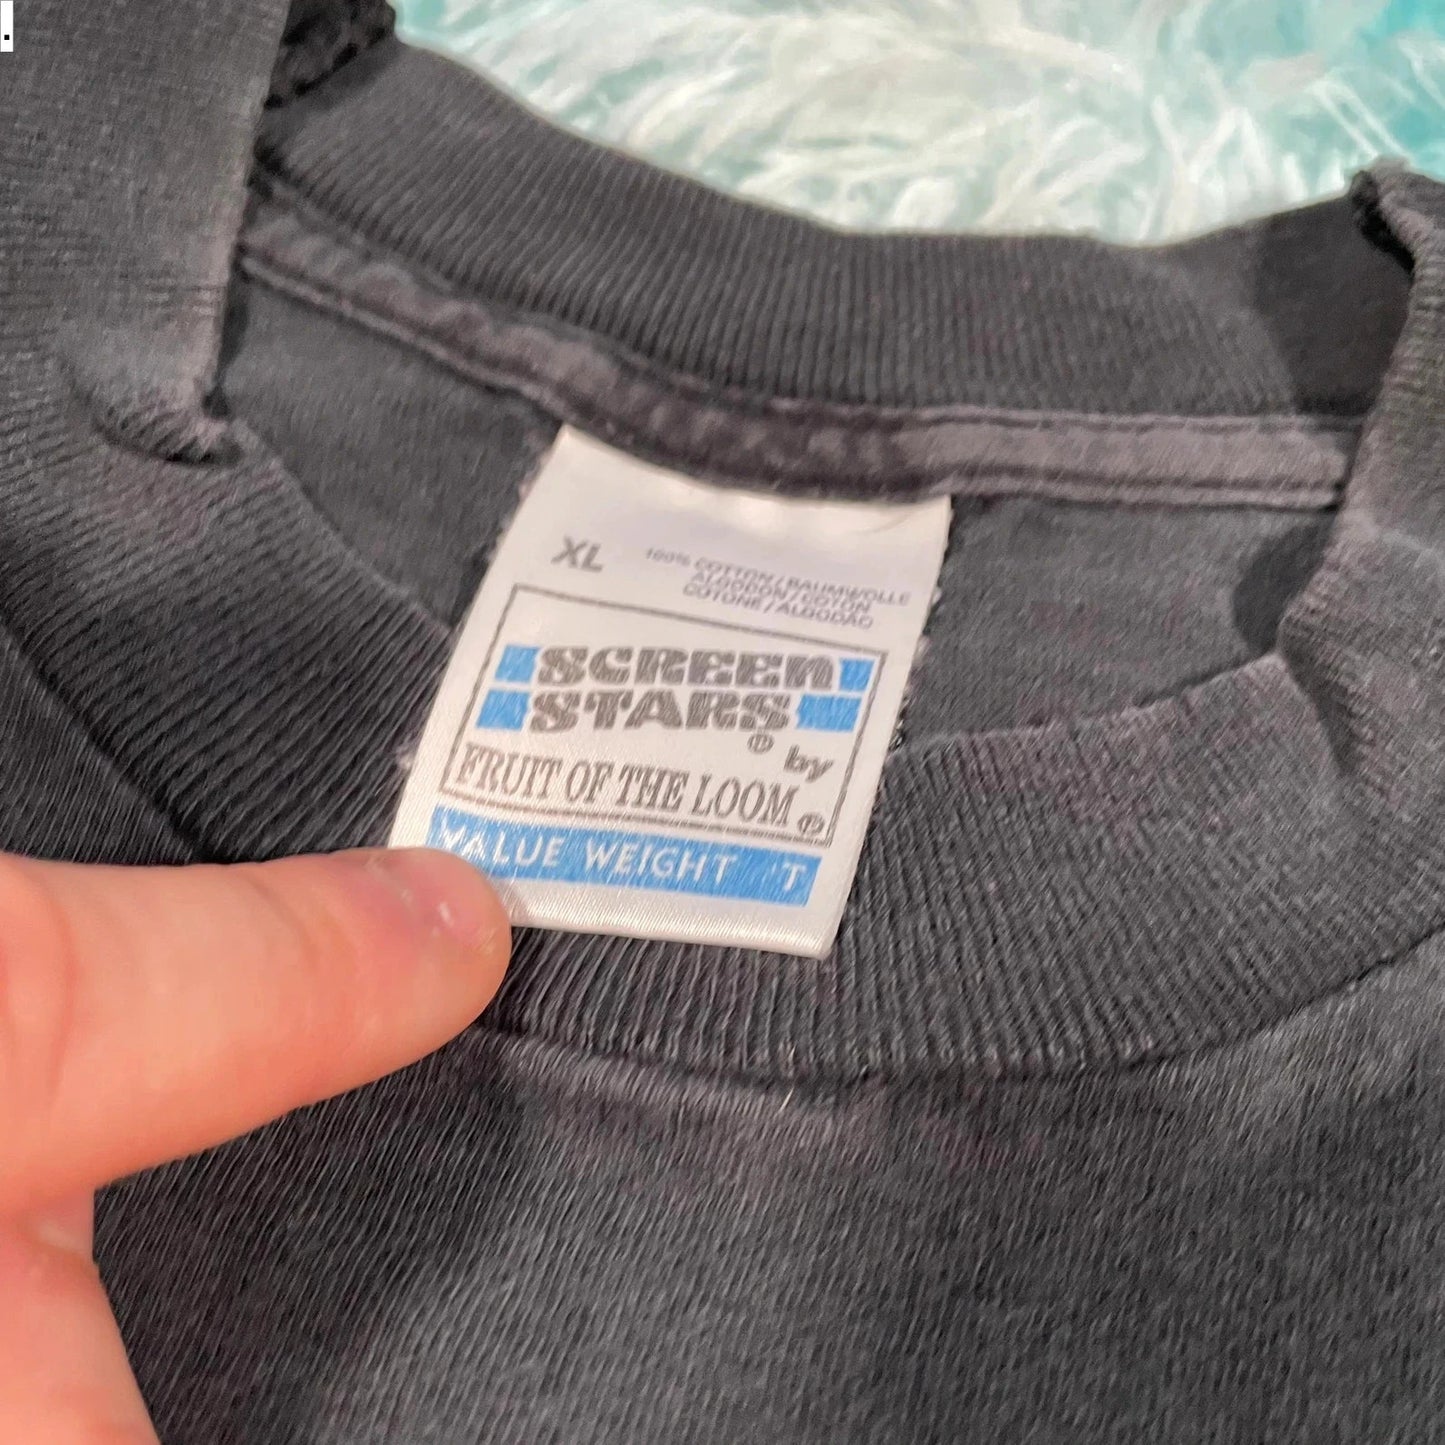 .
XL
100% COTTON / BAUMWOLLE
ALGODON / COTON
COTONE / ALGODÃO
SCREEN
STARS®
by
FRUIT OF THE LOOM®
VALUE WEIGHT T